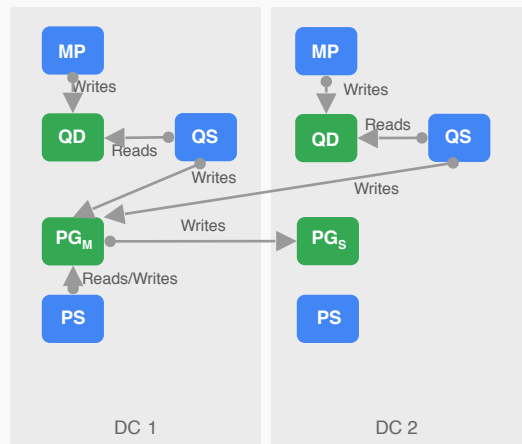 MP
Writes
QD
Reads
QS
Writes
PGM
Reads/Writes
PS
DC 1
MP
Writes
QD
Reads
QS
Writes
Writes
PGS
PS
DC 2